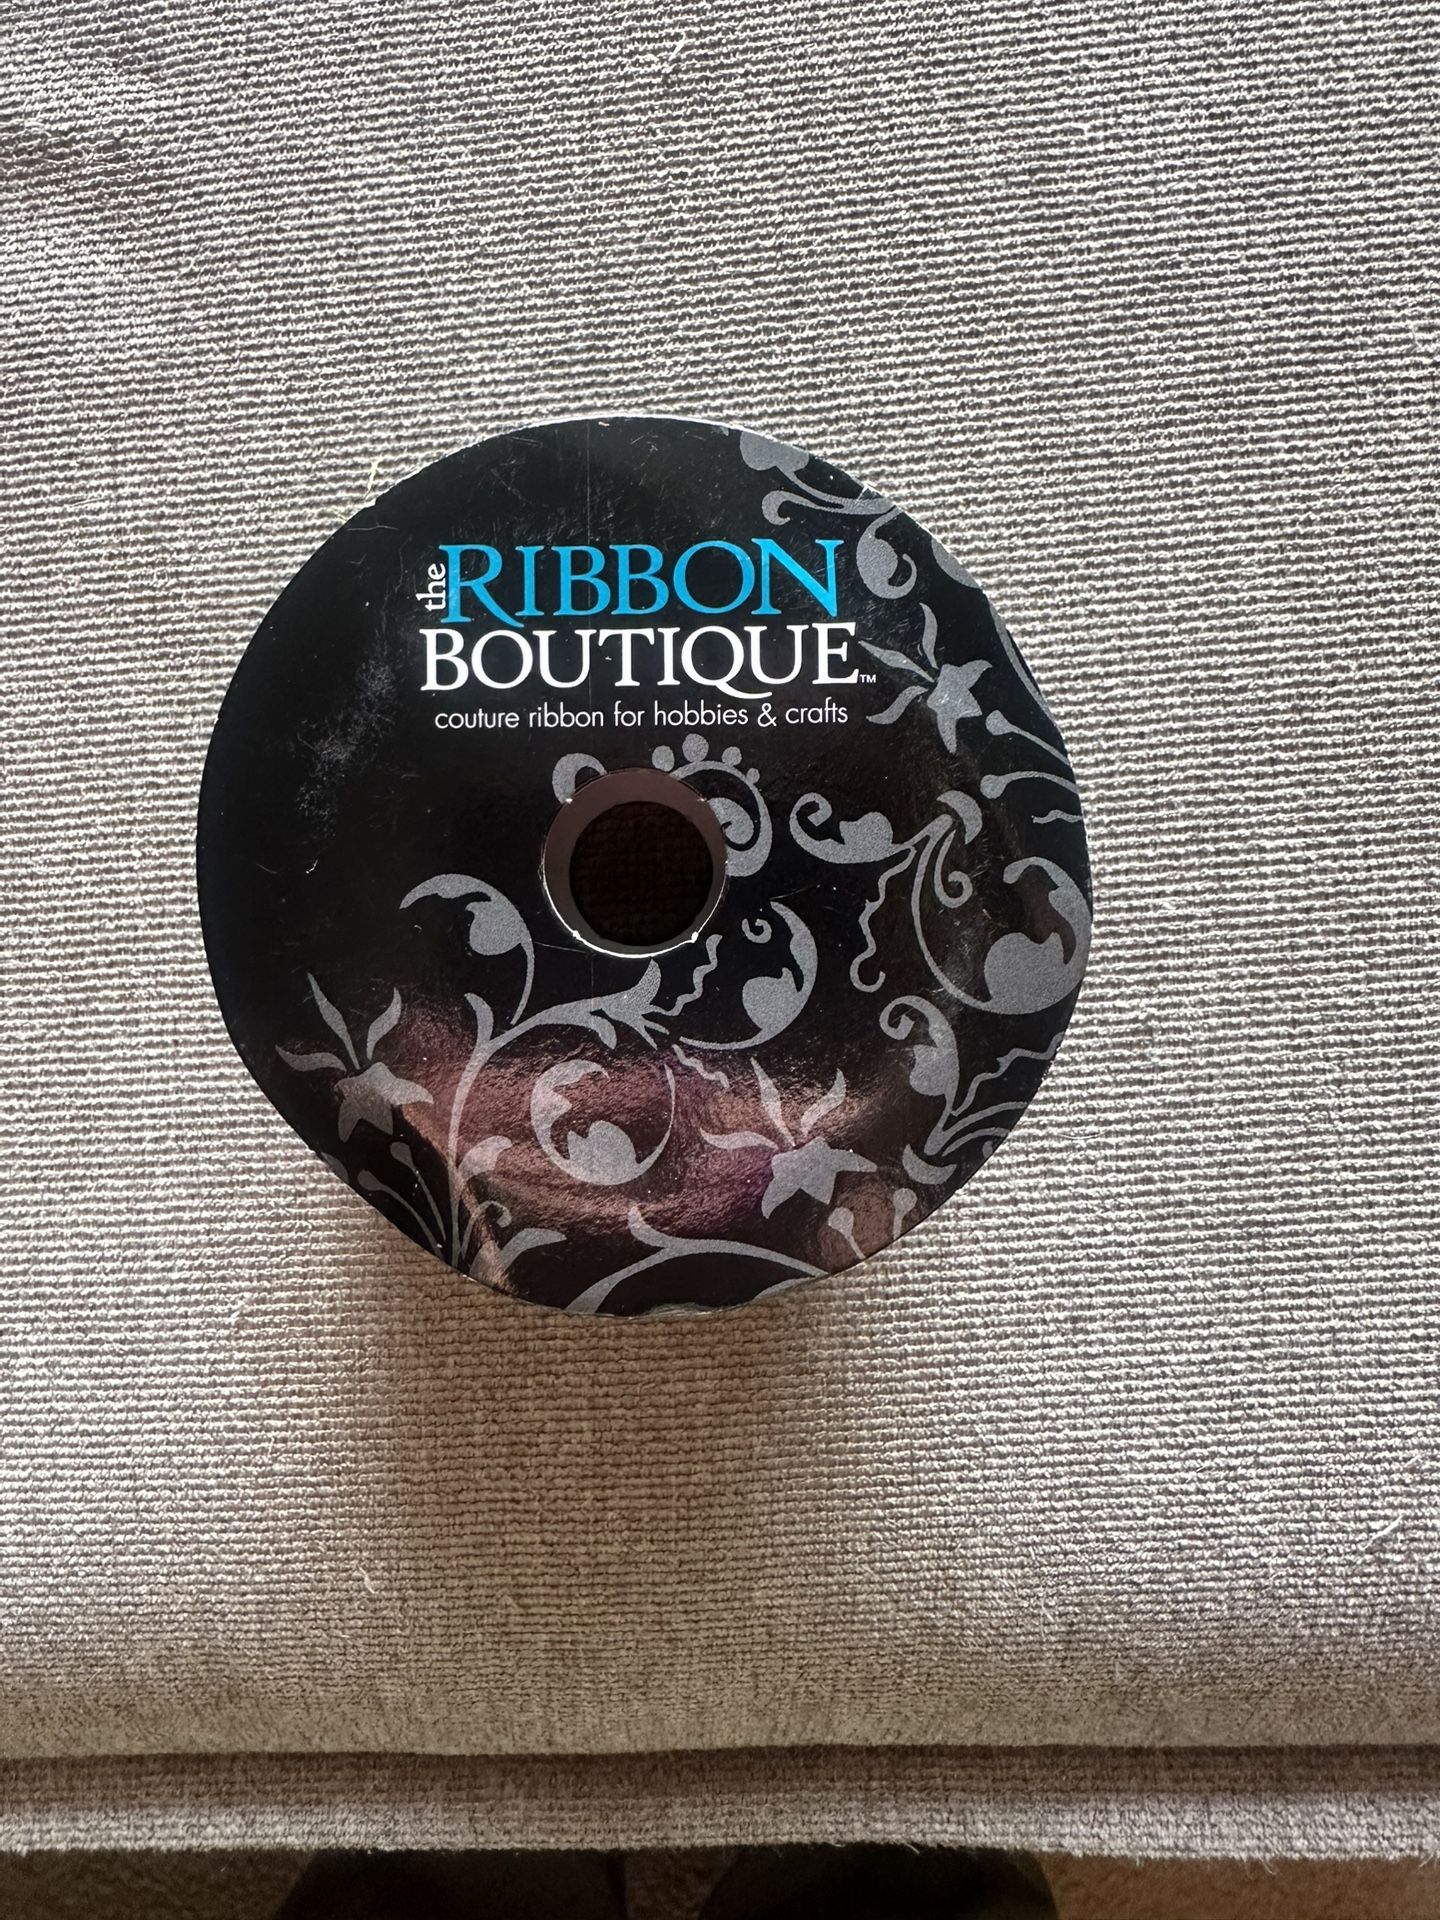 the RIBBON
BOUTIQUE™
couture ribbon for hobbies & crafts